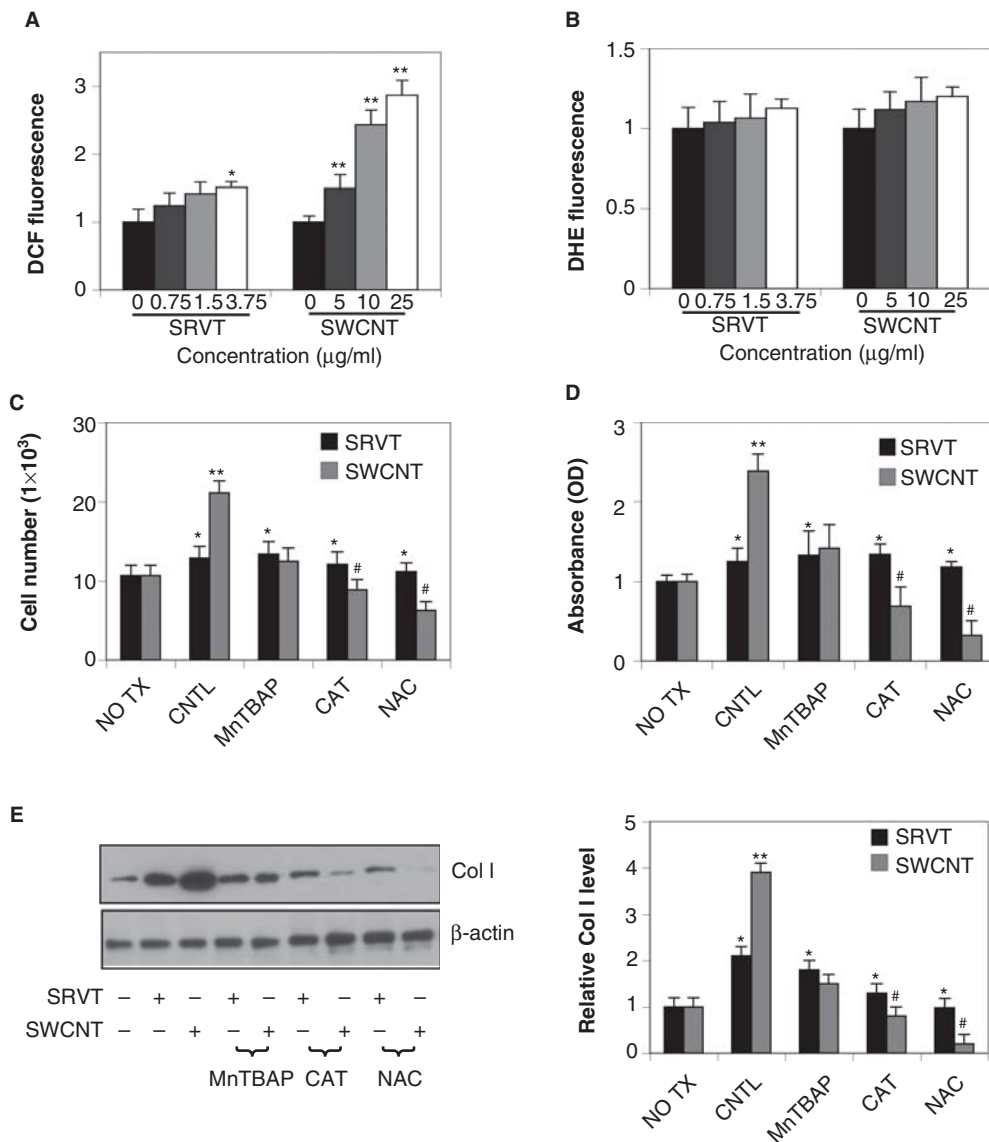 A
DCF fluorescence
3
2
1
0
*
**
**
**
0 0.75 1.5 3.75
0 5 10 25
SRVT
SWCNT
Concentration (μg/ml)
B
DHE fluorescence
1.5
1
0.5
0
0 0.75 1.5 3.75
0 5 10 25
SRVT
SWCNT
Concentration (μg/ml)
C
Cell number (1×10³)
30
20
10
0
SRVT
SWCNT
* ** * * # * #
NO TX
CNTL
MnTBAP
CAT
NAC
D
Absorbance (OD)
3
2
1
0
SRVT
SWCNT
* ** * * # * #
NO TX
CNTL
MnTBAP
CAT
NAC
E
Col I
β-actin
SRVT – + – + – + – + –
SWCNT – – + – + – + – +
MnTBAP CAT NAC
Relative Col I level
5
4
3
2
1
0
SRVT
SWCNT
* ** * * # * #
NO TX
CNTL
MnTBAP
CAT
NAC